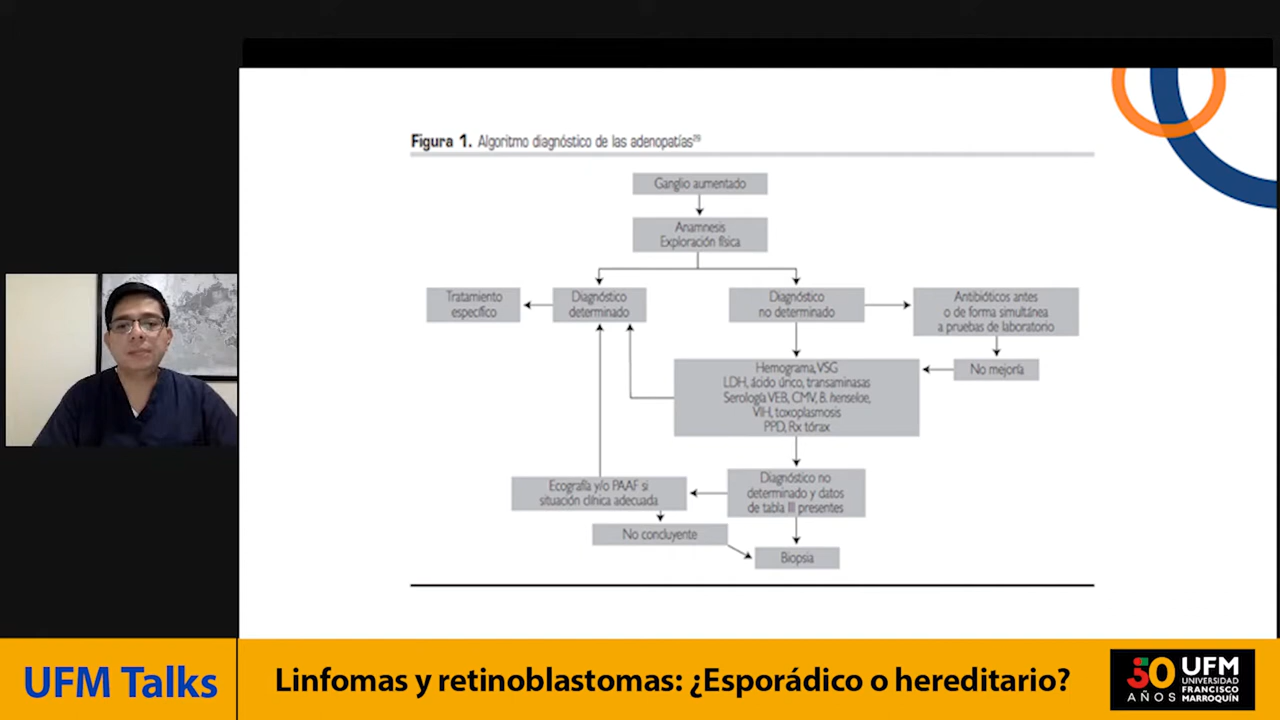 Figura 1. Algoritmo diagnóstico de las adenopatías29
Ganglio aumentado
Anamnesis
Exploración física
Tratamiento
específico
Diagnóstico
determinado
Diagnóstico
no determinado
Antibióticos antes
o de forma simultánea
a pruebas de laboratorio
No mejoría
Hemograma, VSG
LDH, ácido úrico, transaminasas
Serología VEB, CMV, B. henseloe,
VIH, toxoplasmosis
PPD, Rx tórax
Ecografía y/o PAAF si
situación clínica adecuada
Diagnóstico no
determinado y datos
de tabla III presentes
No concluyente
Biopsia
UFM Talks
Linfomas y retinoblastomas: ¿Esporádico o hereditario?
50
AÑOS
UFM
UNIVERSIDAD
FRANCISCO
MARROQUÍN